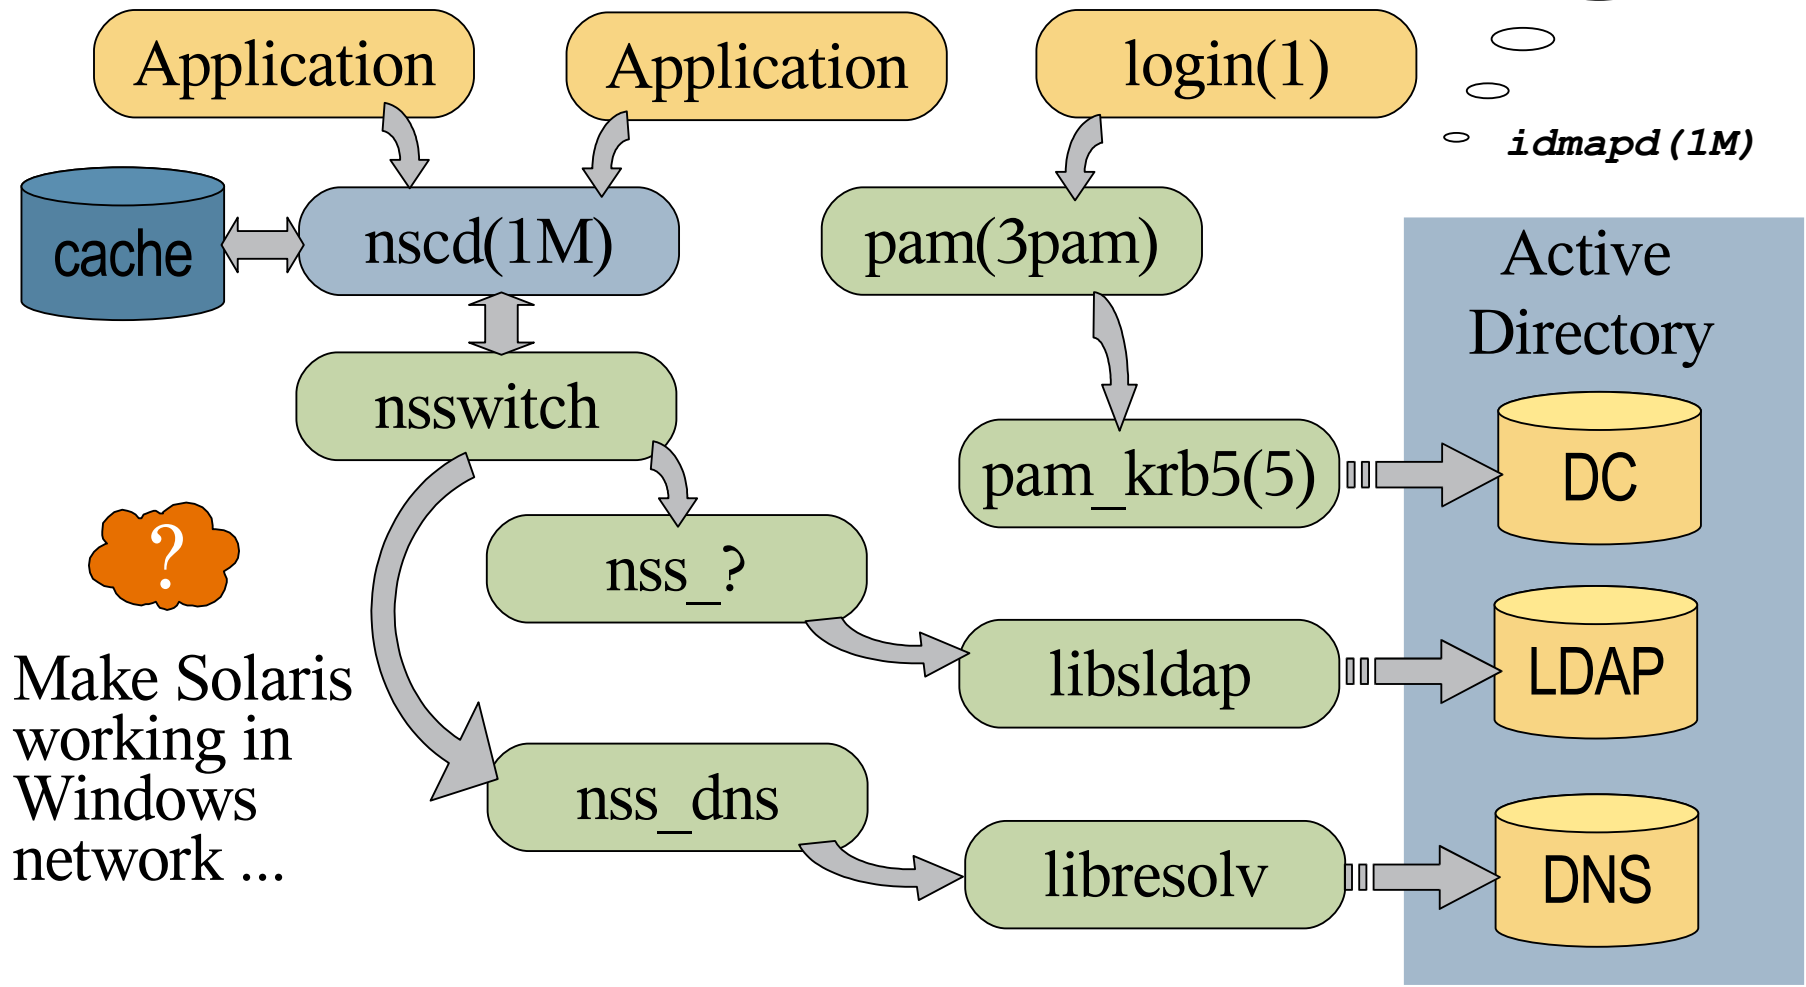 Application
Application
login(1)
idmapd(1M)
cache
nscd(1M)
pam(3pam)
Active
Directory
nsswitch
pam_krb5(5)
DC
?
nss_?
Make Solaris
working in
Windows
network ...
libsldap
LDAP
nss_dns
libresolv
DNS